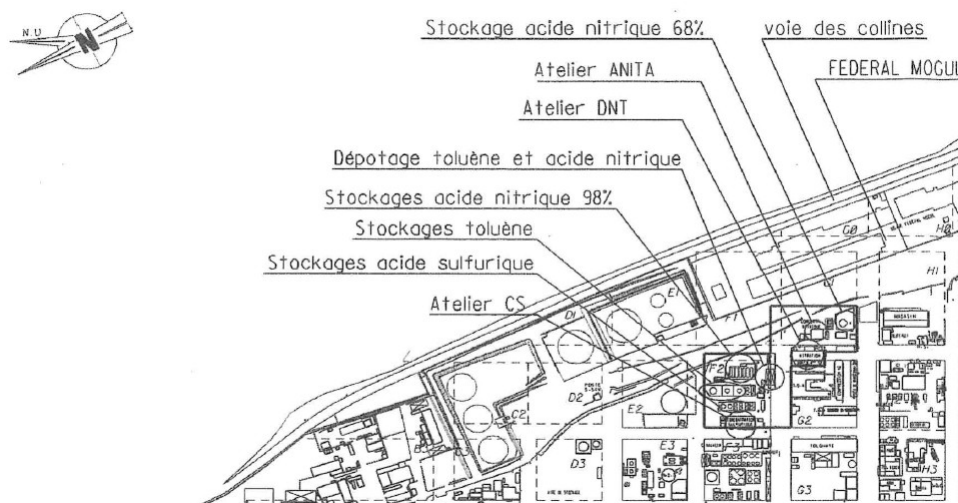 N.U
N
Stockage acide nitrique 68%
voie des collines
Atelier ANITA
FEDERAL MOGUL
Atelier DNT
Dépotage toluène et acide nitrique
Stockages acide nitrique 98%
Stockages toluène
Stockages acide sulfurique
Atelier CS
G0
H0
H1
E1
D1
MAGASIN
F2
D2
C2
E2
G2
E3
D3
G3
H3